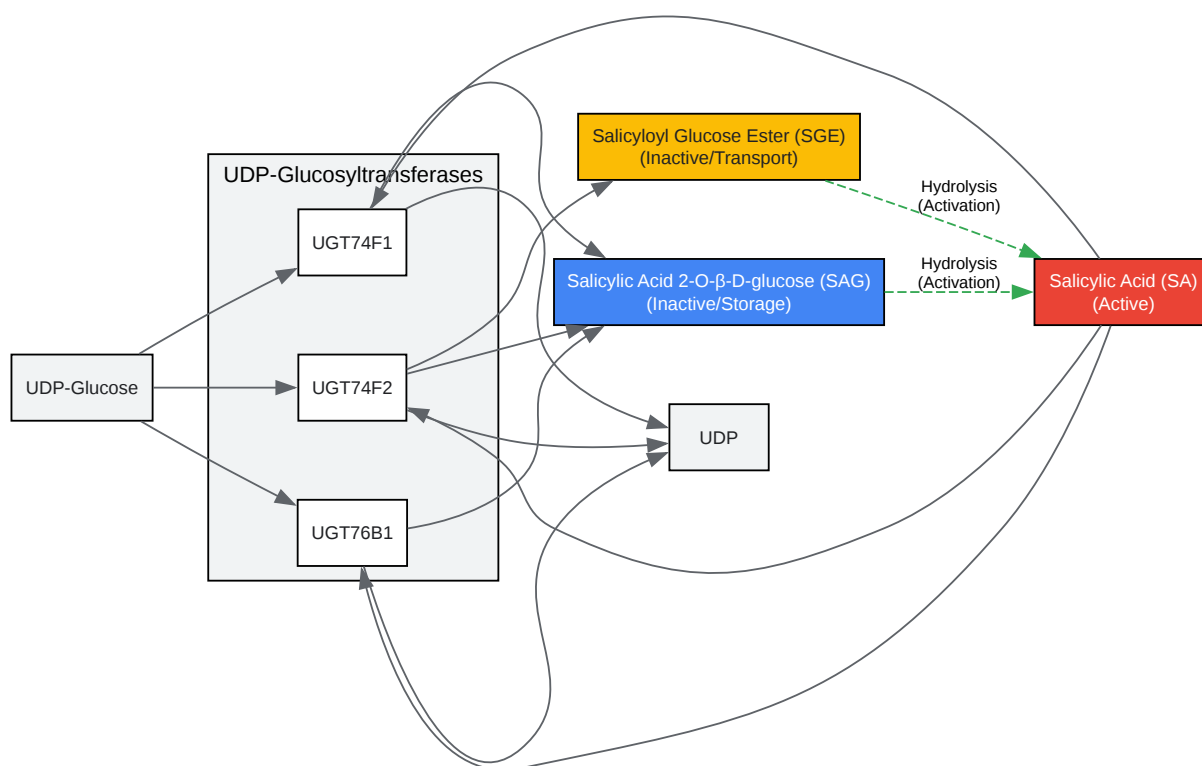 Salicyloyl Glucose Ester (SGE)
(Inactive/Transport)
UDP-Glucosyltransferases
Hydrolysis
(Activation)
UGT74F1
Salicylic Acid 2-O-β-D-glucose (SAG)
(Inactive/Storage)
Hydrolysis
(Activation)
Salicylic Acid (SA)
(Active)
UDP-Glucose
UGT74F2
UDP
UGT76B1